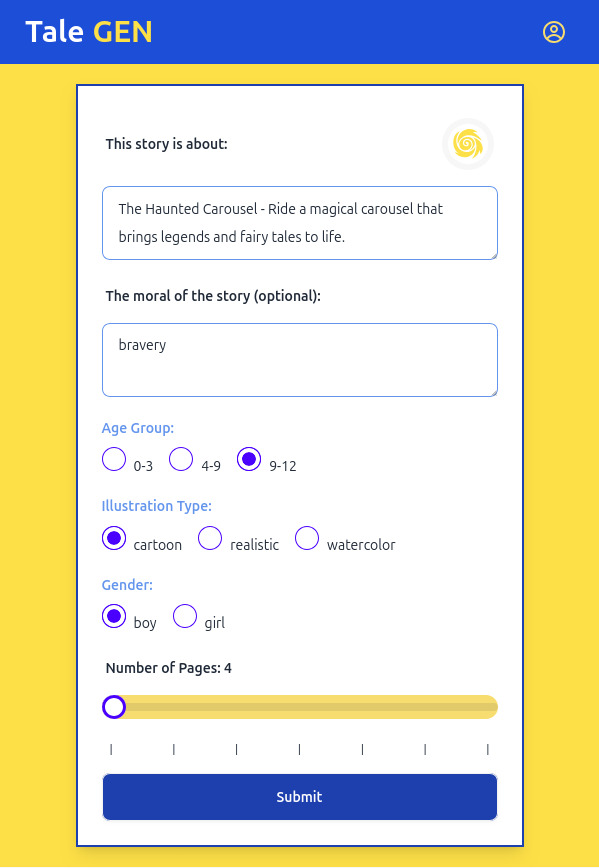 Tale GEN
This story is about:
The Haunted Carousel - Ride a magical carousel that
brings legends and fairy tales to life.
The moral of the story (optional):
bravery
Age Group:
0-3 4-9 9-12
Illustration Type:
cartoon realistic watercolor
Gender:
boy girl
Number of Pages: 4
| | | | | | |
Submit